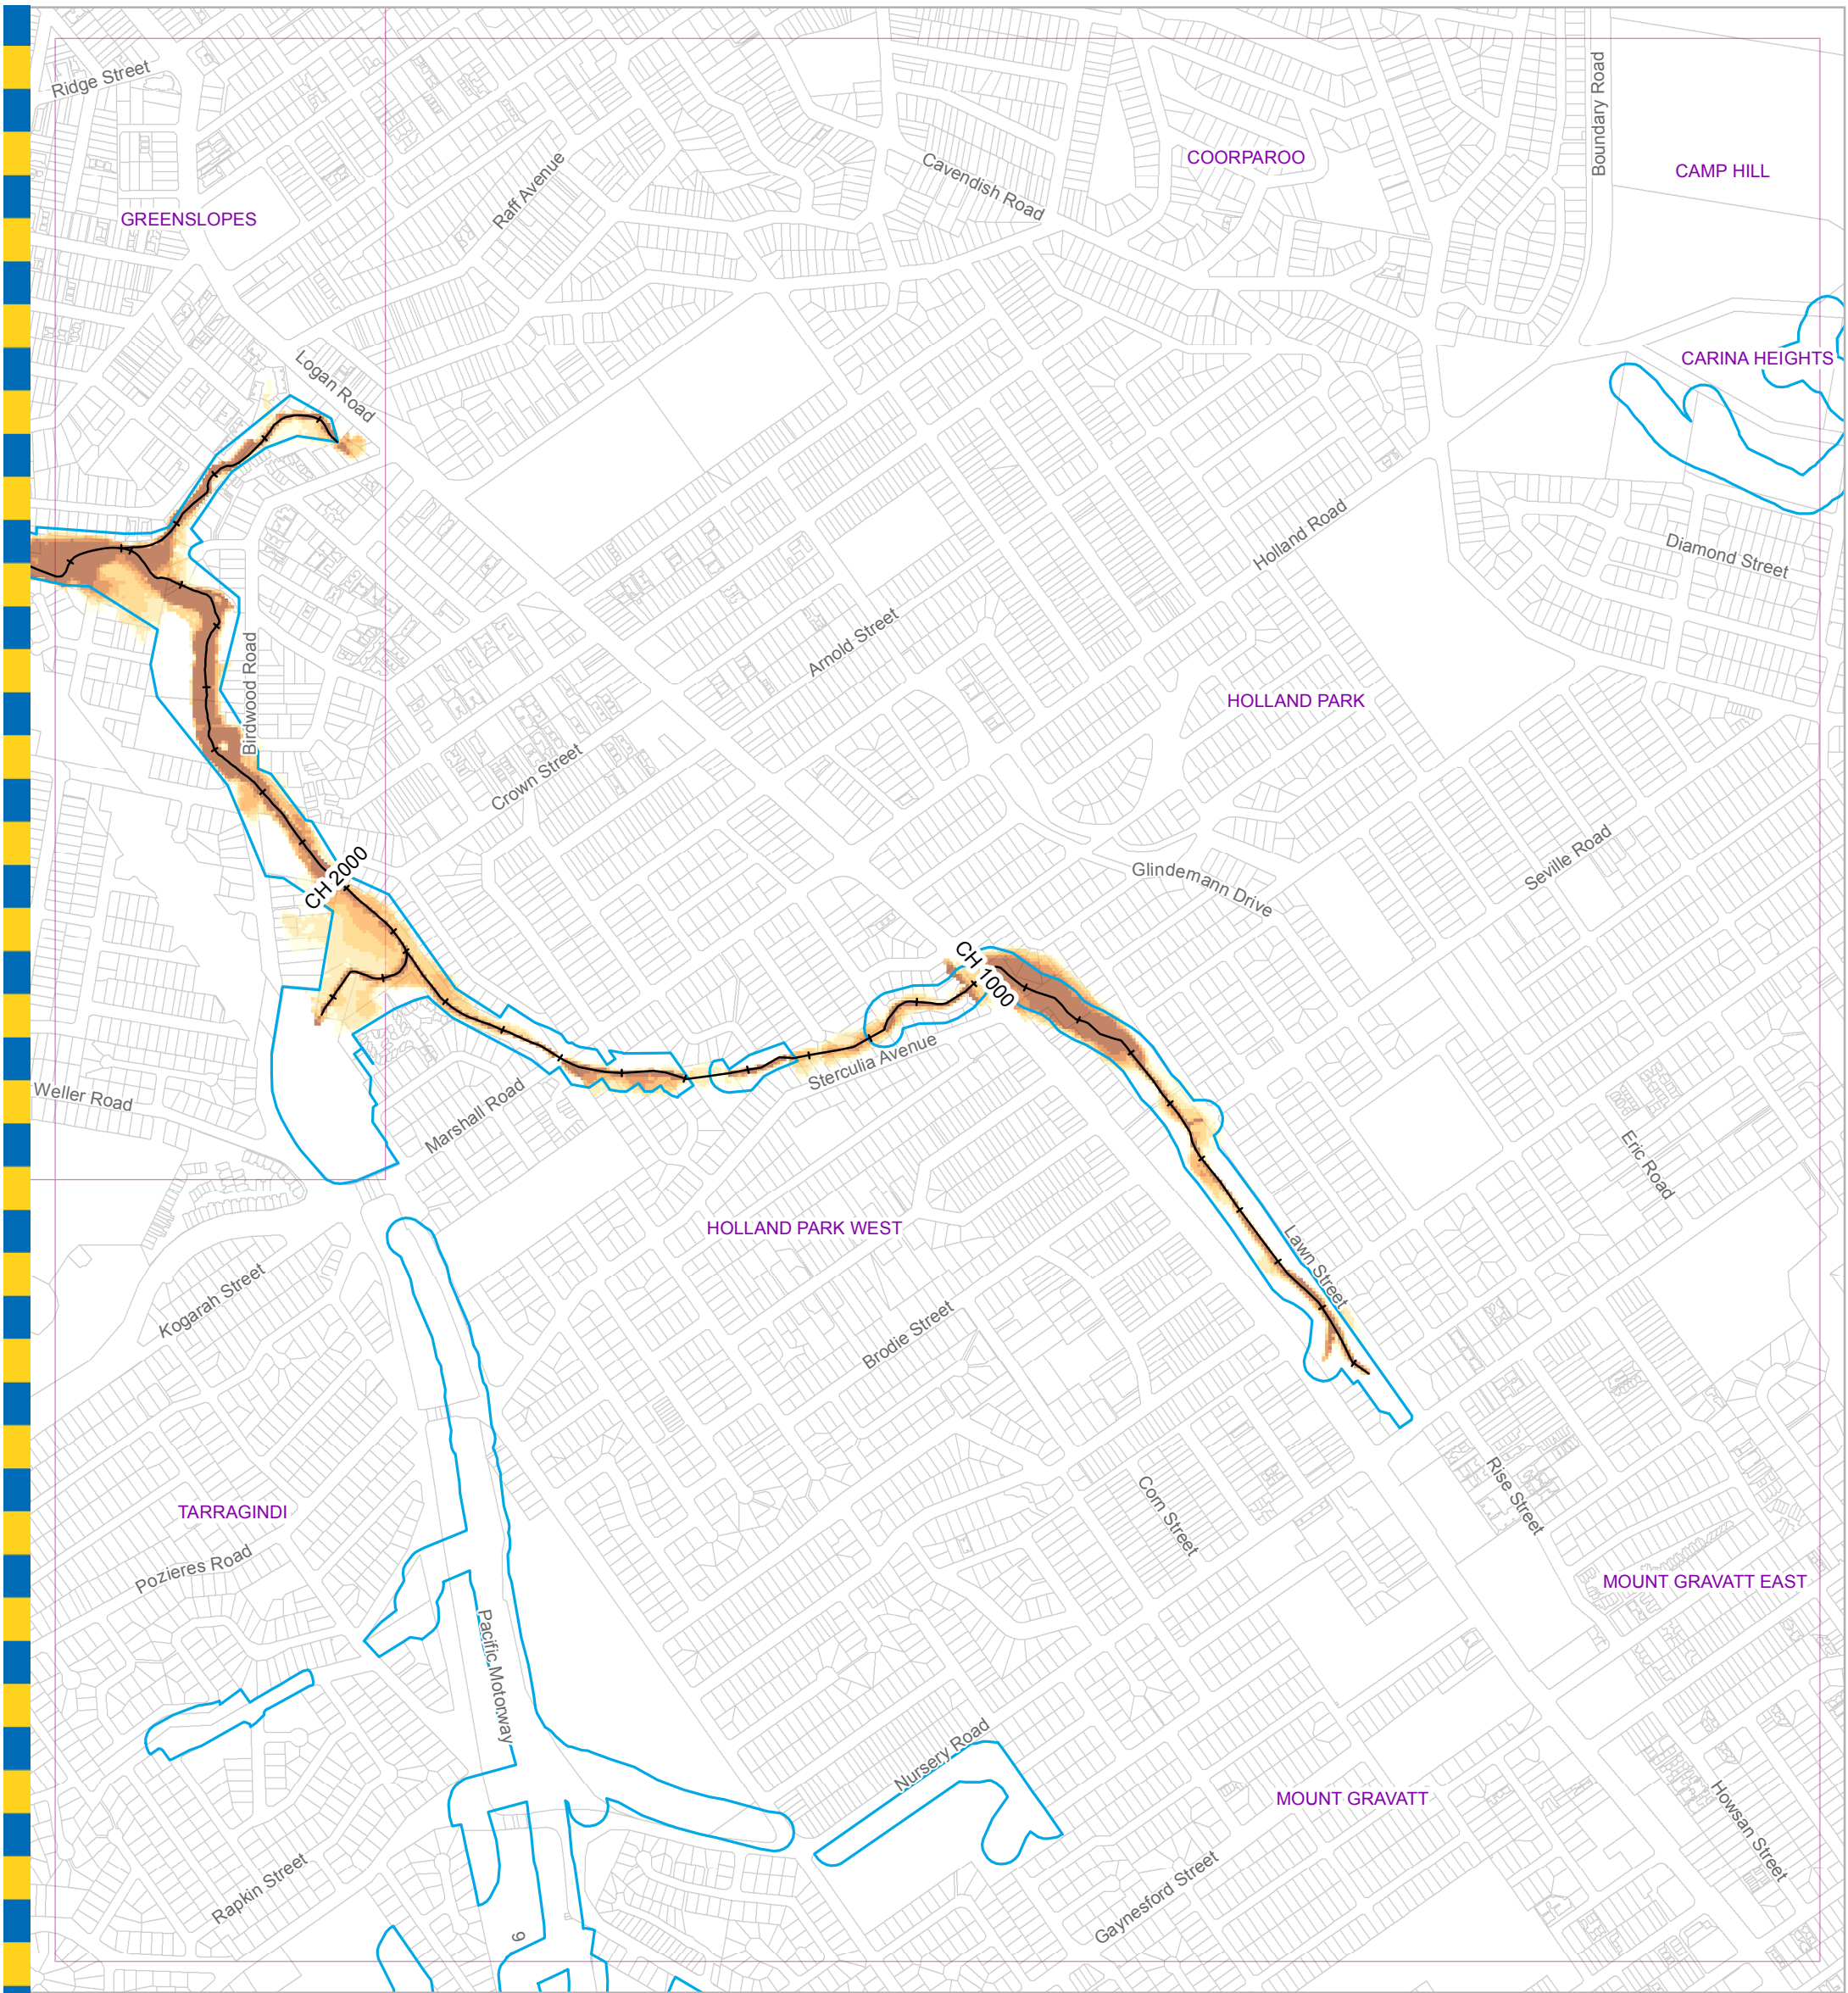 Ridge Street
Boundary Road
COORPAROO
CAMP HILL
Cavendish Road
Raff Avenue
GREENSLOPES
CARINA HEIGHTS
Logan Road
Holland Road
Diamond Street
Arnold Street
Birdwood Road
HOLLAND PARK
Crown Street
Seville Road
CH 2000
Glindemann Drive
CH 1000
Sterculia Avenue
Weller Road
Marshall Road
Eric Road
HOLLAND PARK WEST
Lawn Street
Kogarah Street
Brodie Street
Rise Street
Corn Street
TARRAGINDI
Pozieres Road
MOUNT GRAVATT EAST
Pacific Motorway
Nursery Road
MOUNT GRAVATT
Howsan Street
Rapkin Street
Gaynesford Street
9